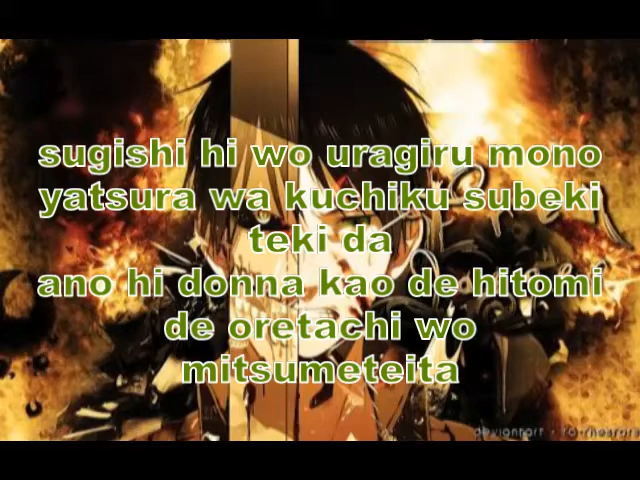 sugishi hi wo uragiru mono
yatsura wa kuchiku subeki
teki da
ano hi donna kao de hitomi
de oretachi wo
mitsumeteita
deviantart